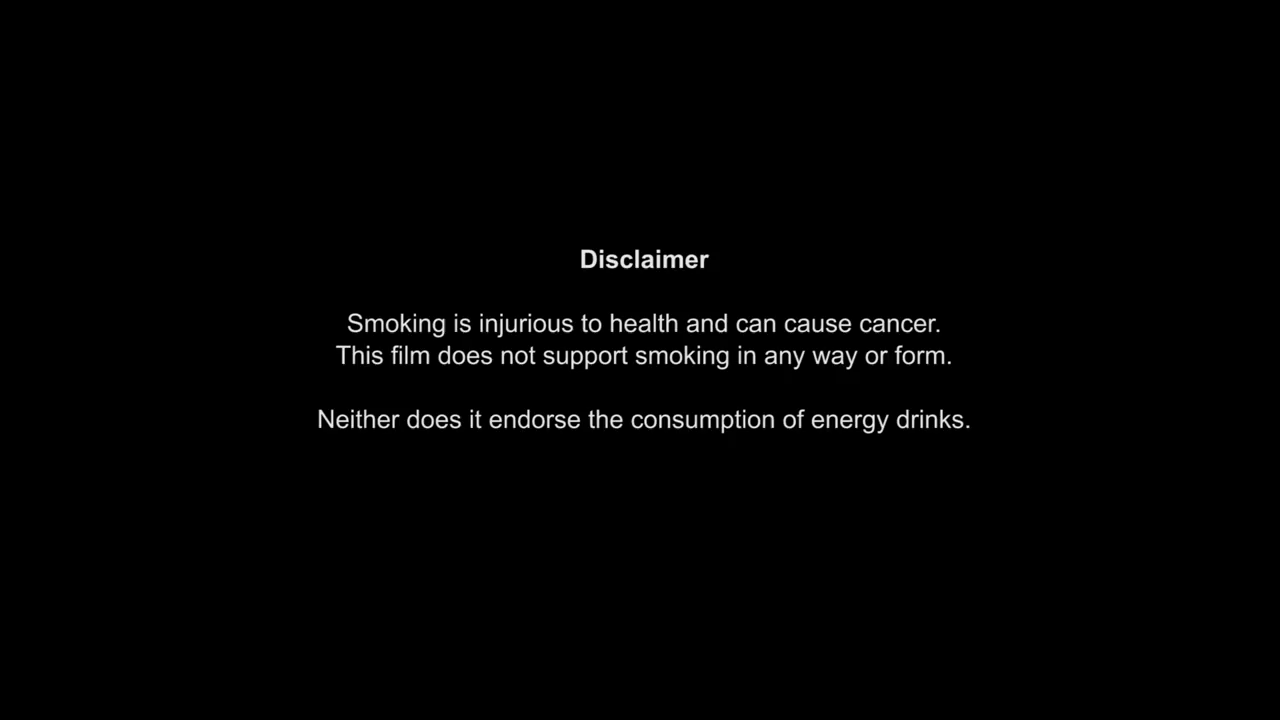 Disclaimer
Smoking is injurious to health and can cause cancer.
This film does not support smoking in any way or form.
Neither does it endorse the consumption of energy drinks.